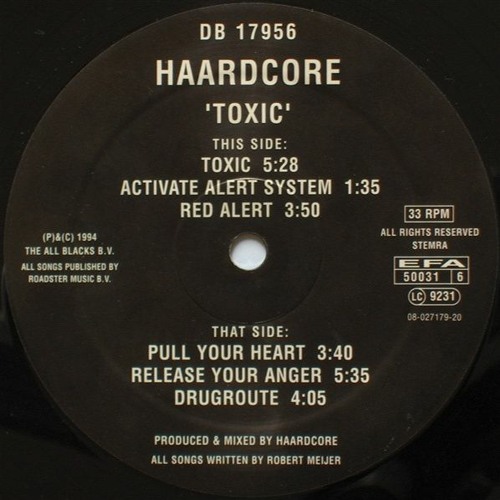 DB 17956
HAARDCORE
'TOXIC'
THIS SIDE:
TOXIC 5:28
ACTIVATE ALERT SYSTEM 1:35
RED ALERT 3:50
(P)&(C) 1994
THE ALL BLACKS B.V.
ALL SONGS PUBLISHED BY
ROADSTER MUSIC B.V.
33 RPM
ALL RIGHTS RESERVED
STEMRA
EFA
50031 6
LC 9231
08-027179-20
THAT SIDE:
PULL YOUR HEART 3:40
RELEASE YOUR ANGER 5:35
DRUGROUTE 4:05
PRODUCED & MIXED BY HAARDCORE
ALL SONGS WRITTEN BY ROBERT MEIJER